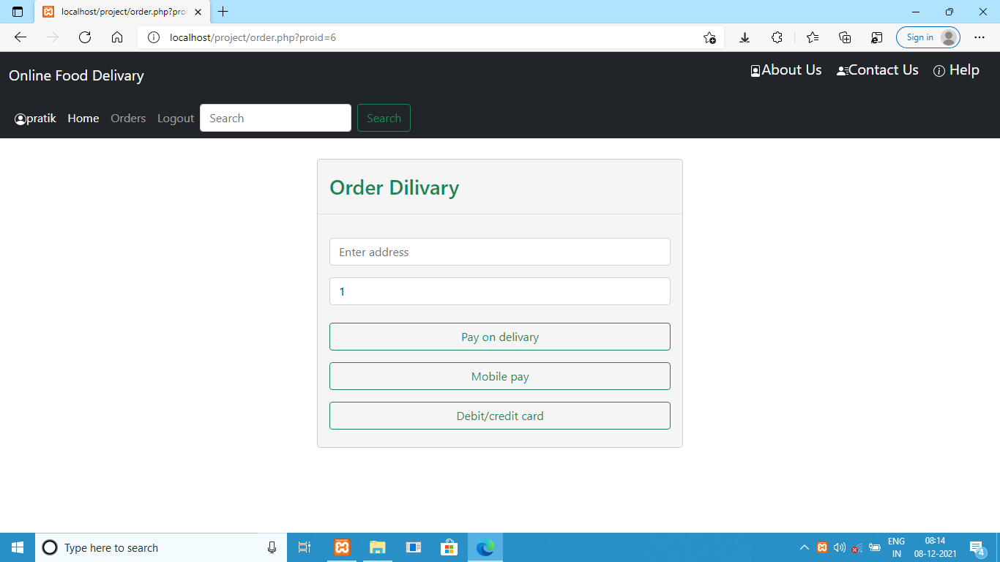 localhost/project/order.php?pro
localhost/project/order.php?proid=6
Sign in
Online Food Delivary
About Us Contact Us Help
pratik Home Orders Logout Search Search
Order Dilivary
Enter address
1
Pay on delivary
Mobile pay
Debit/credit card
Type here to search
ENG
IN
08:14
08-12-2021
4